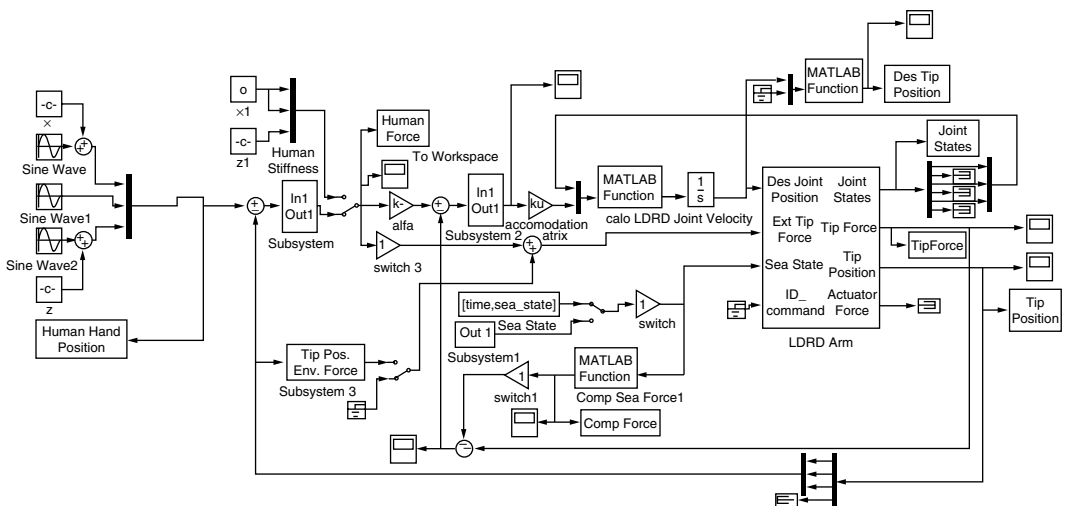 -c-
×
Sine Wave
Sine Wave1
Sine Wave2
-c-
z
Human Hand
Position
o
×1
-c-
z1
Human
Stiffness
In1
Out1
Subsystem
Human
Force
To Workspace
k-
alfa
1
switch 3
In1
Out1
Subsystem 2
ku
accomodation
atrix
MATLAB
Function
calo LDRD Joint Velocity
1
s
MATLAB
Function
Des Tip
Position
Joint
States
Des Joint
Position
Joint
States
Ext Tip
Force
Tip Force
Sea State
Tip
Position
ID_
command
Actuator
Force
LDRD Arm
TipForce
Tip
Position
[time,sea_state]
Sea State
Out 1
Subsystem1
1
switch
MATLAB
Function
Comp Sea Force1
1
switch1
Comp Force
Tip Pos.
Env. Force
Subsystem 3